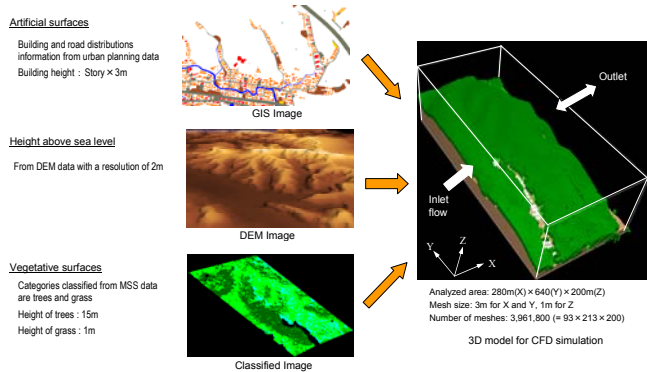 Artificial surfaces
Building and road distributions
information from urban planning data
Building height : Story×3m
GIS Image
Height above sea level
From DEM data with a resolution of 2m
DEM Image
Vegetative surfaces
Categories classified from MSS data
are trees and grass
Height of trees : 15m
Height of grass : 1m
Classified Image
Outlet
Inlet
flow
Y
Z
X
Analyzed area: 280m(X)×640(Y)×200m(Z)
Mesh size: 3m for X and Y, 1m for Z
Number of meshes: 3,961,800 (= 93×213×200)
3D model for CFD simulation